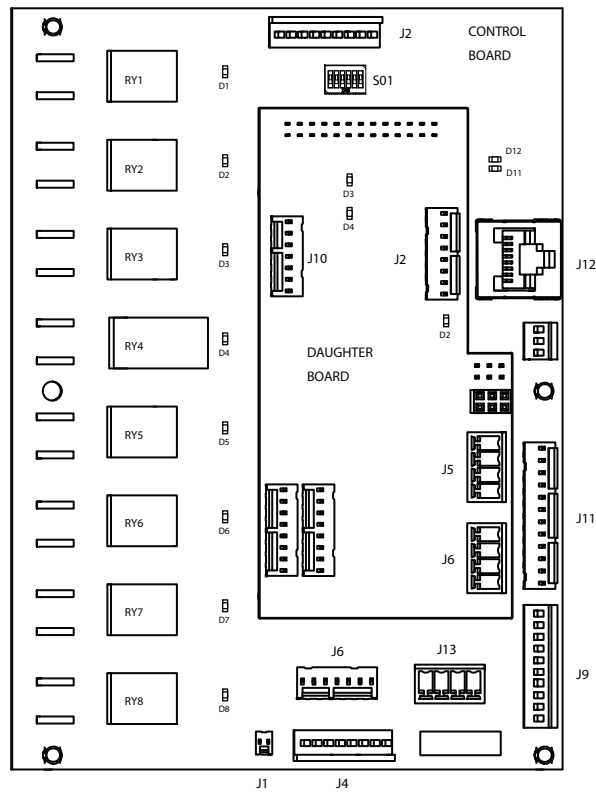 J2
CONTROL
BOARD
S01
RY1
D1
RY2
D2
D12
D11
D3
D4
RY3
D3
J10
J2
J12
RY4
D4
D2
DAUGHTER
BOARD
RY5
D5
J5
RY6
D6
J6
J11
RY7
D7
J6
J13
J9
RY8
D8
J1
J4